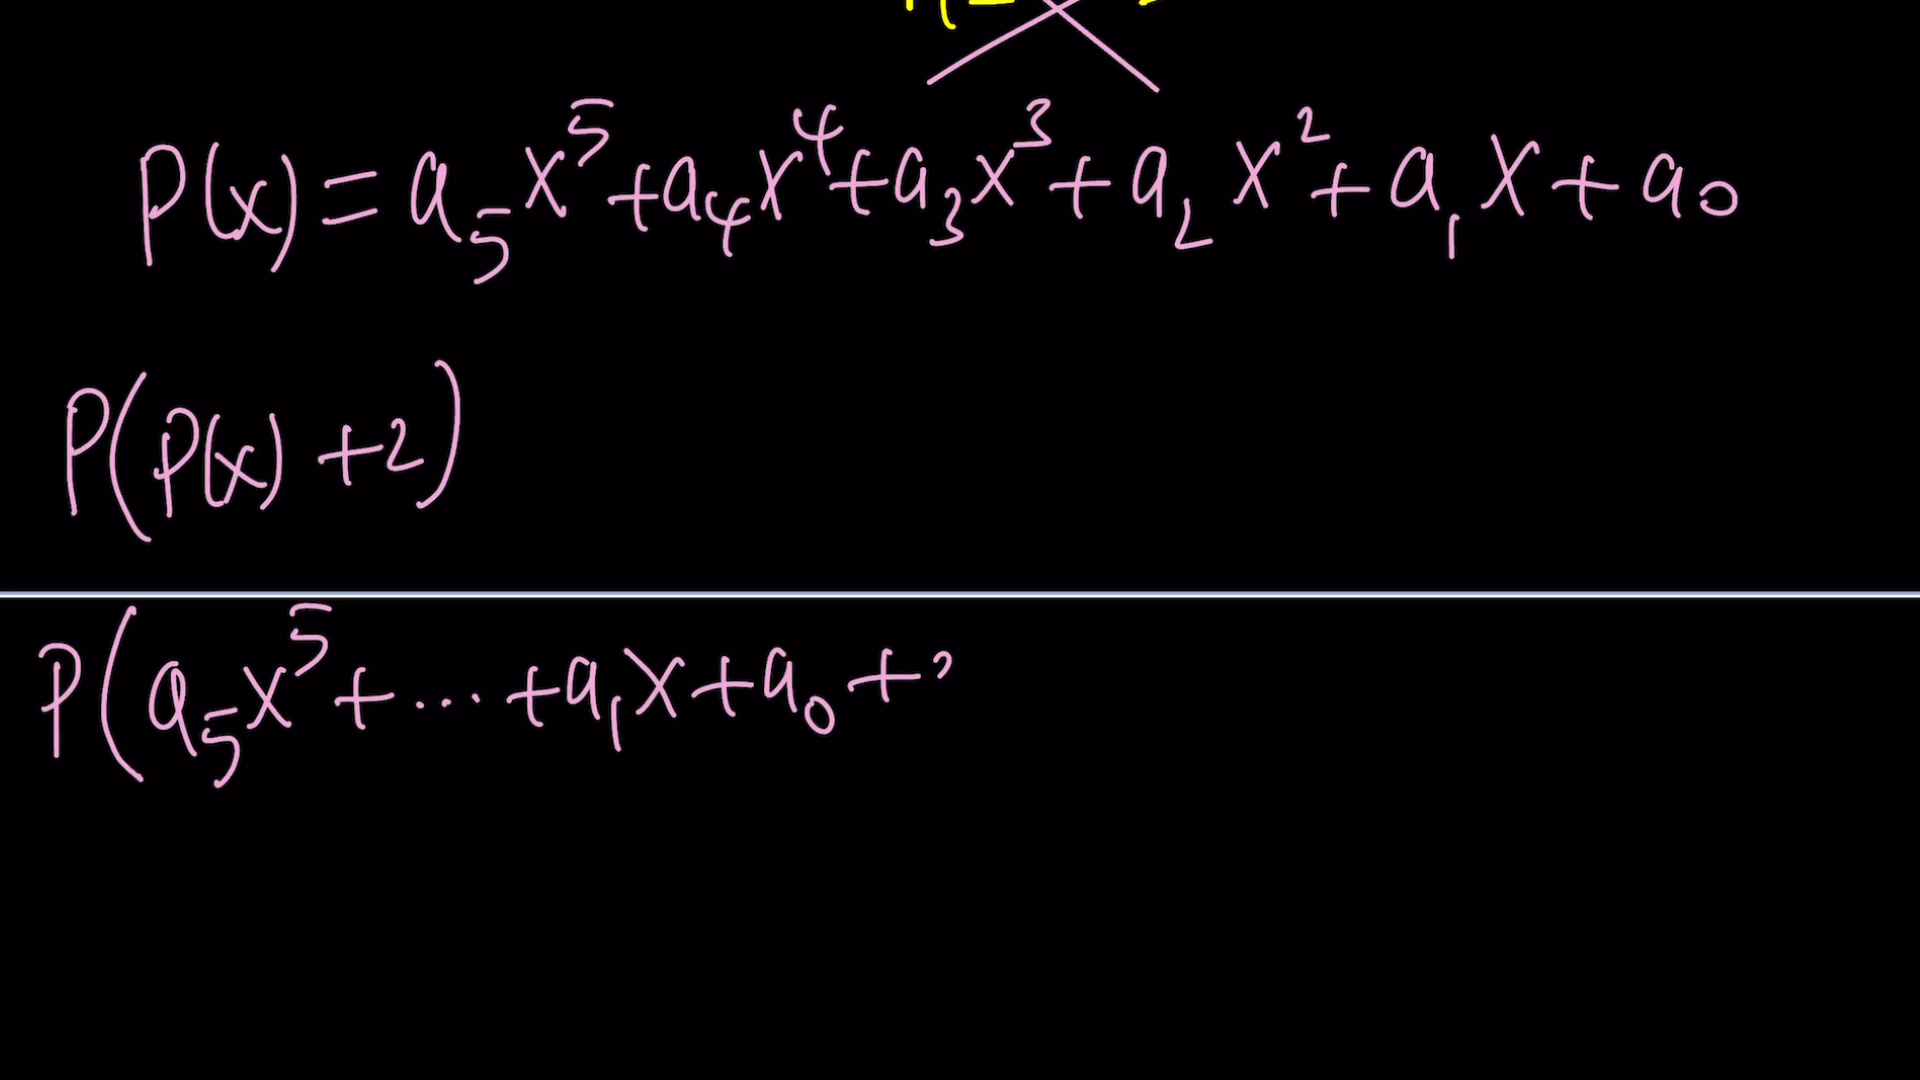 P(x) = a₅x⁵ + a₄x⁴ + a₃x³ + a₂x² + a₁x + a₀
P(P(x) + 2)
P(a₅x⁵ + ... + a₁x + a₀ +